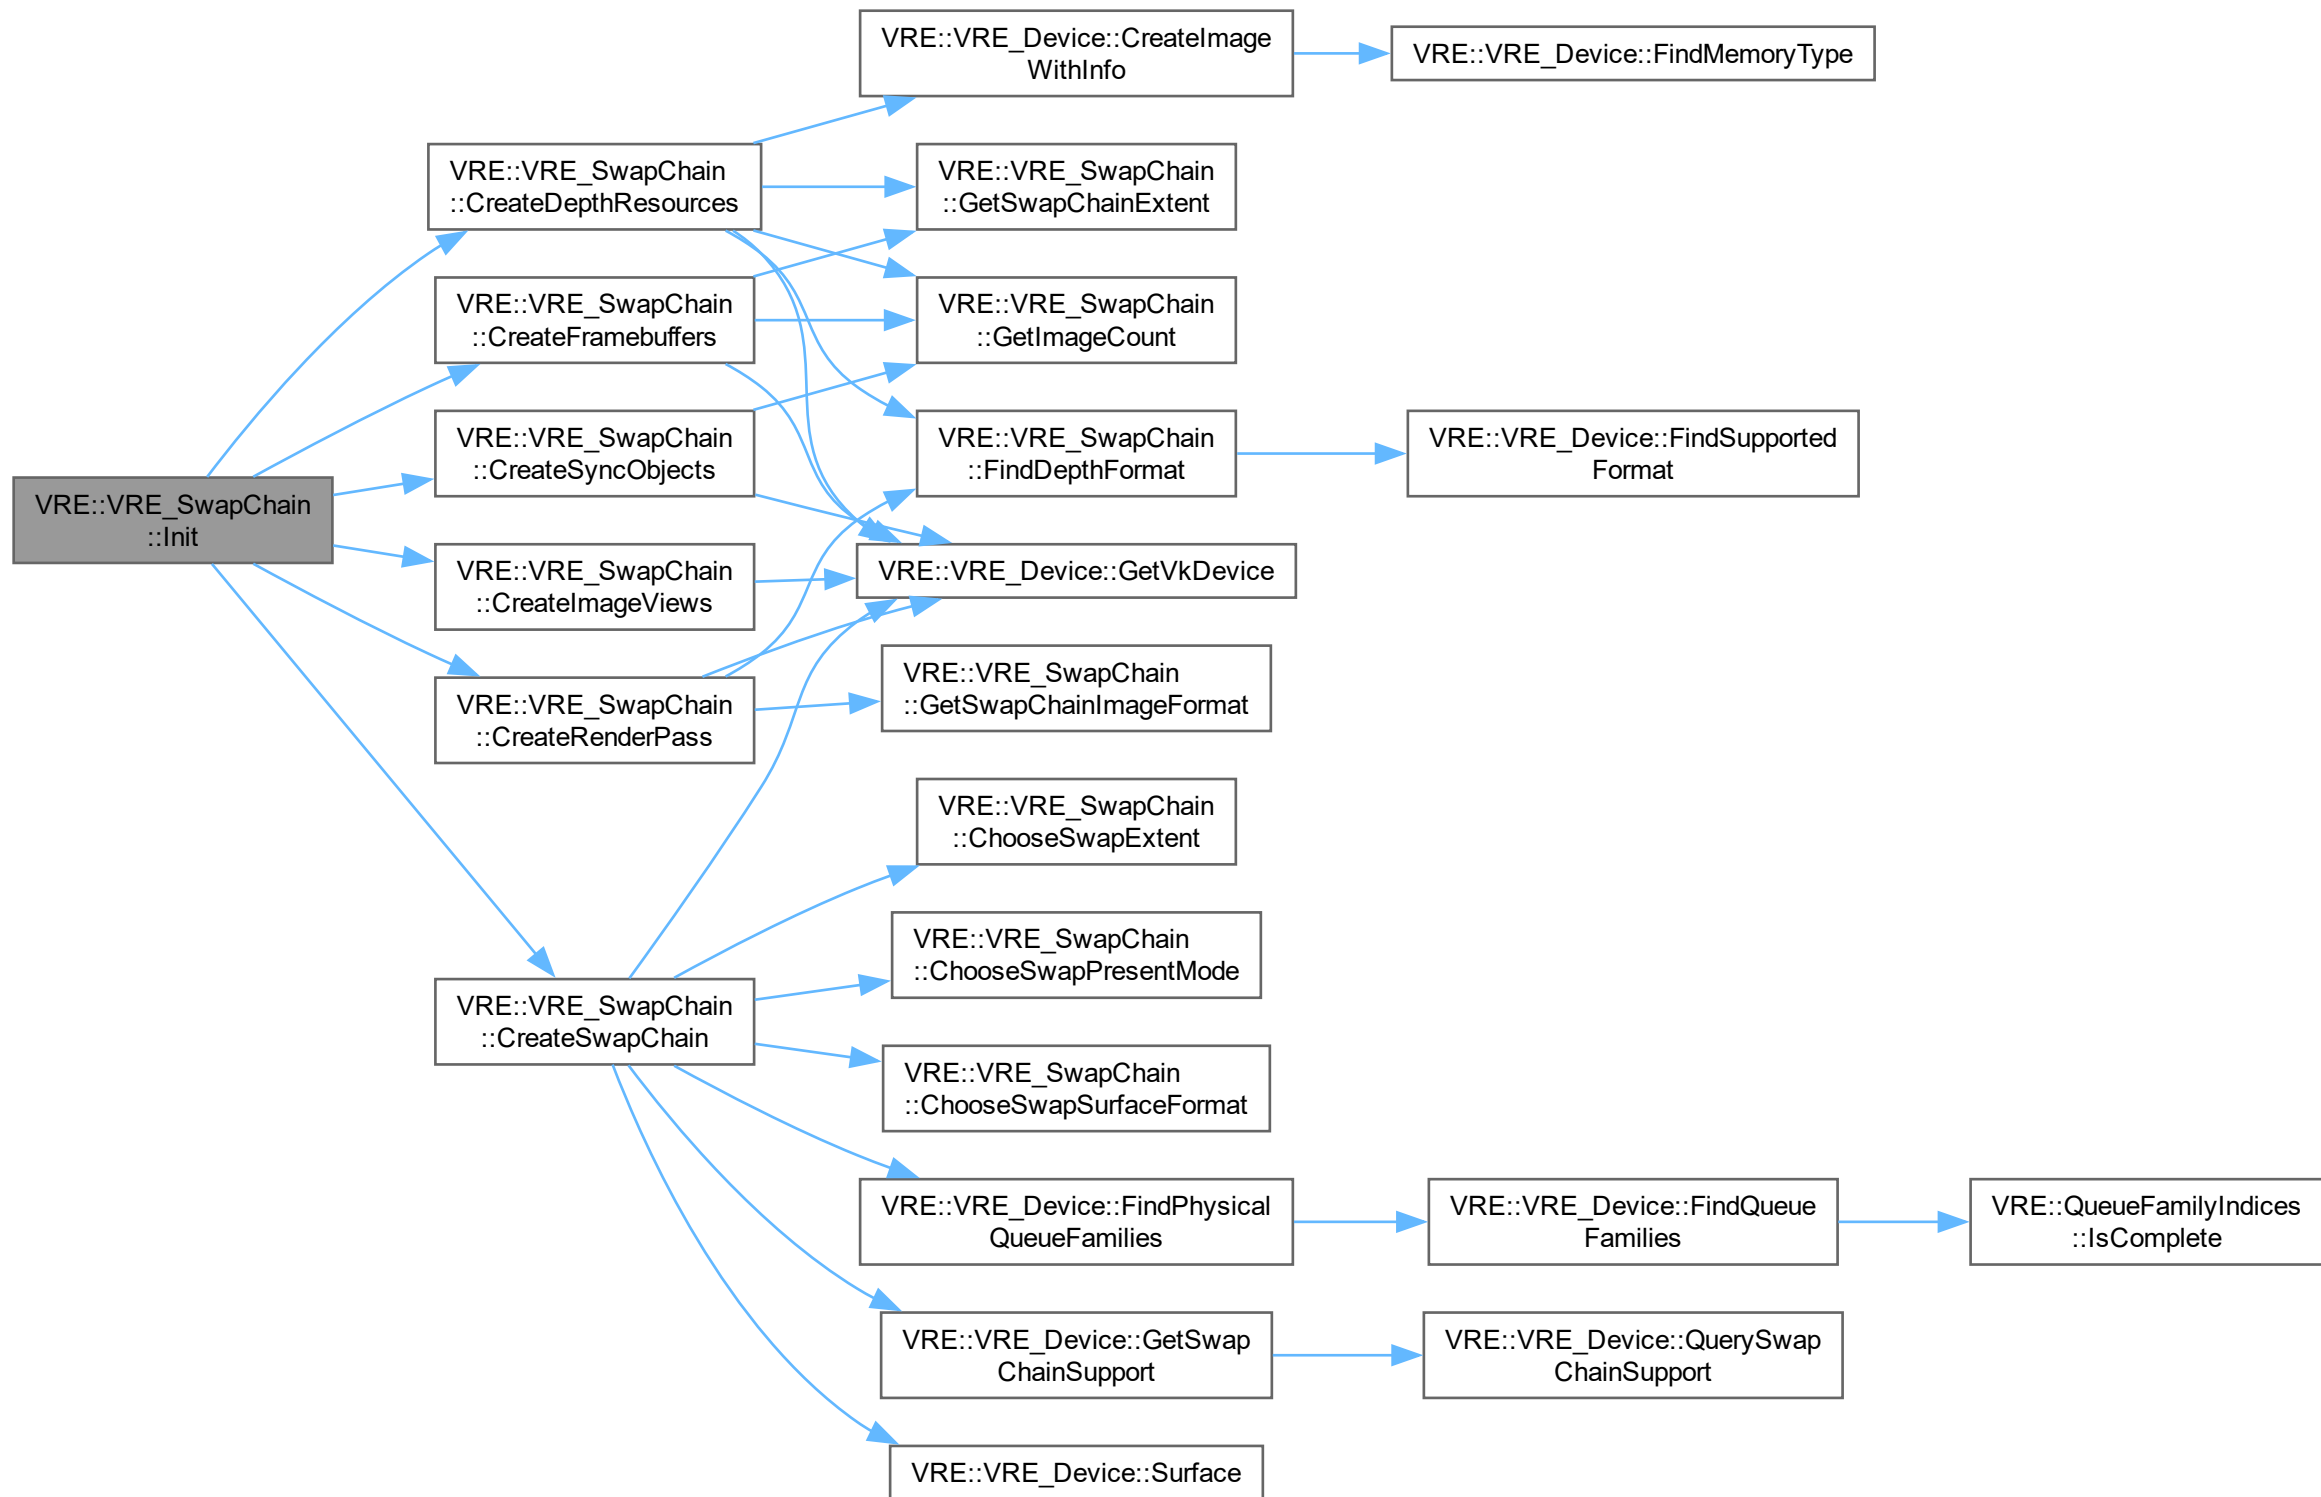 VRE::VRE_SwapChain
::Init
VRE::VRE_SwapChain
::CreateDepthResources
VRE::VRE_SwapChain
::CreateFramebuffers
VRE::VRE_SwapChain
::CreateSyncObjects
VRE::VRE_SwapChain
::CreateImageViews
VRE::VRE_SwapChain
::CreateRenderPass
VRE::VRE_SwapChain
::CreateSwapChain
VRE::VRE_Device::CreateImage
WithInfo
VRE::VRE_SwapChain
::GetSwapChainExtent
VRE::VRE_SwapChain
::GetImageCount
VRE::VRE_SwapChain
::FindDepthFormat
VRE::VRE_Device::GetVkDevice
VRE::VRE_SwapChain
::GetSwapChainImageFormat
VRE::VRE_SwapChain
::ChooseSwapExtent
VRE::VRE_SwapChain
::ChooseSwapPresentMode
VRE::VRE_SwapChain
::ChooseSwapSurfaceFormat
VRE::VRE_Device::FindPhysical
QueueFamilies
VRE::VRE_Device::GetSwap
ChainSupport
VRE::VRE_Device::Surface
VRE::VRE_Device::FindMemoryType
VRE::VRE_Device::FindSupported
Format
VRE::VRE_Device::FindQueue
Families
VRE::VRE_Device::QuerySwap
ChainSupport
VRE::QueueFamilyIndices
::IsComplete